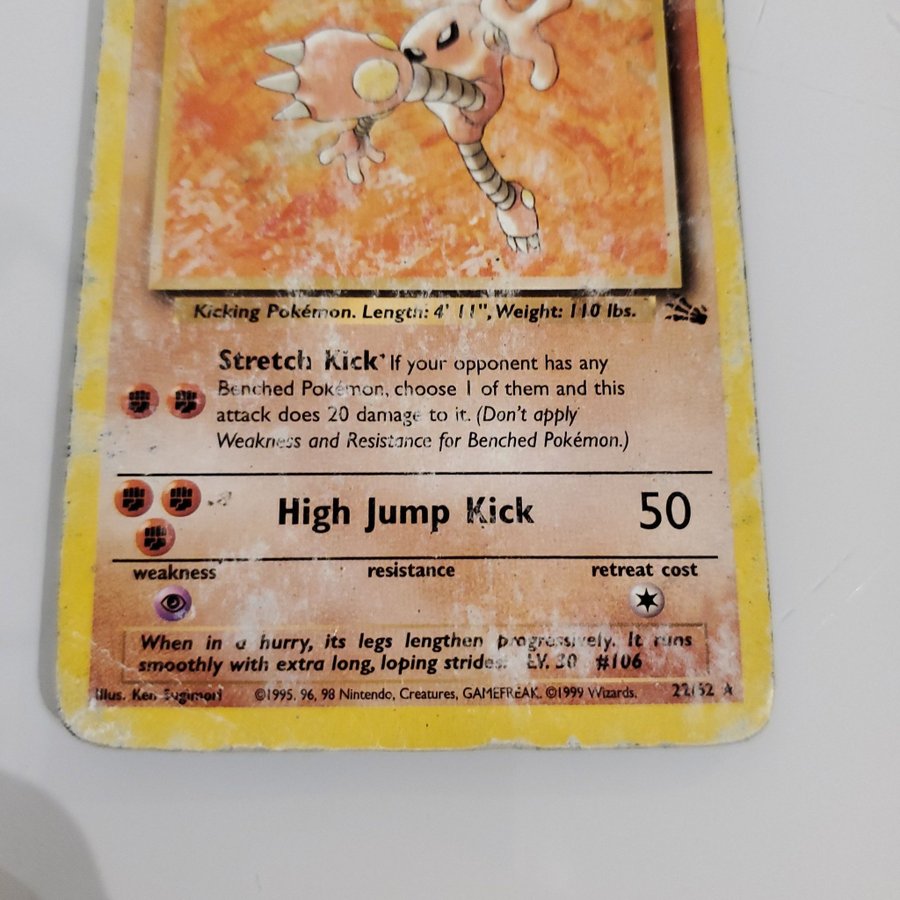 Kicking Pokémon. Length: 4' 11", Weight: 110 lbs.
Stretch Kick If your opponent has any
Benched Pokémon, choose 1 of them and this
attack does 20 damage to it. (Don't apply
Weakness and Resistance for Benched Pokémon.)
High Jump Kick 50
weakness resistance retreat cost
When in a hurry, its legs lengthen progressively. It runs
smoothly with extra long, loping strides. LV. 30 #106
Illus. Ken Sugimori ©1995, 96, 98 Nintendo, Creatures, GAMEFREAK. ©1999 Wizards. 22/62 ★